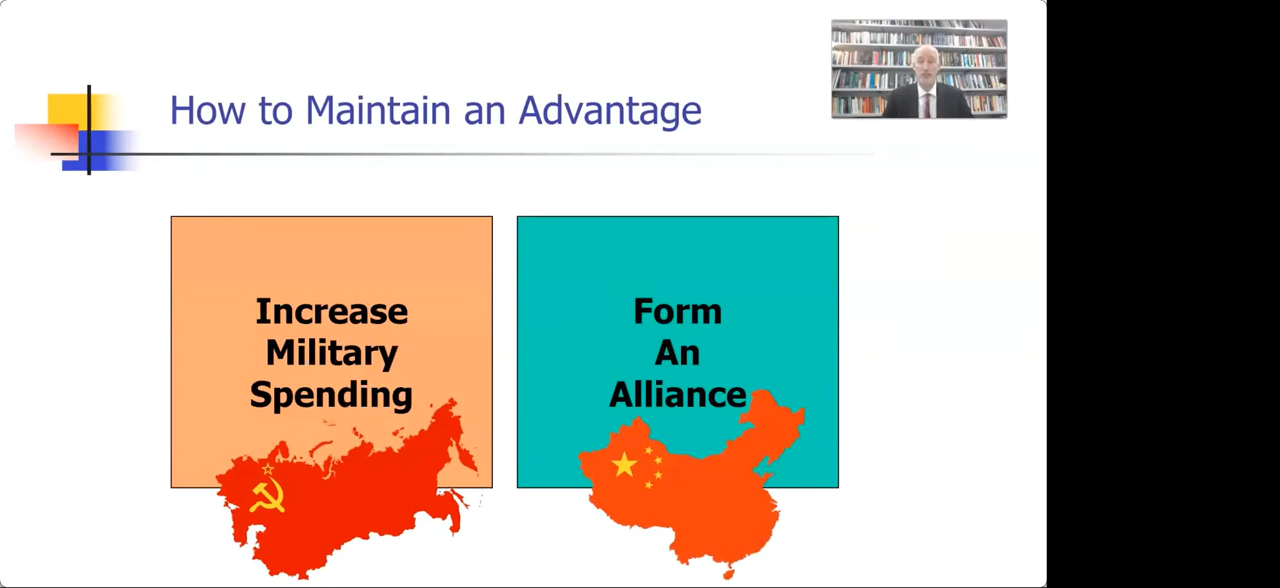 How to Maintain an Advantage
Increase
Military
Spending
Form
An
Alliance